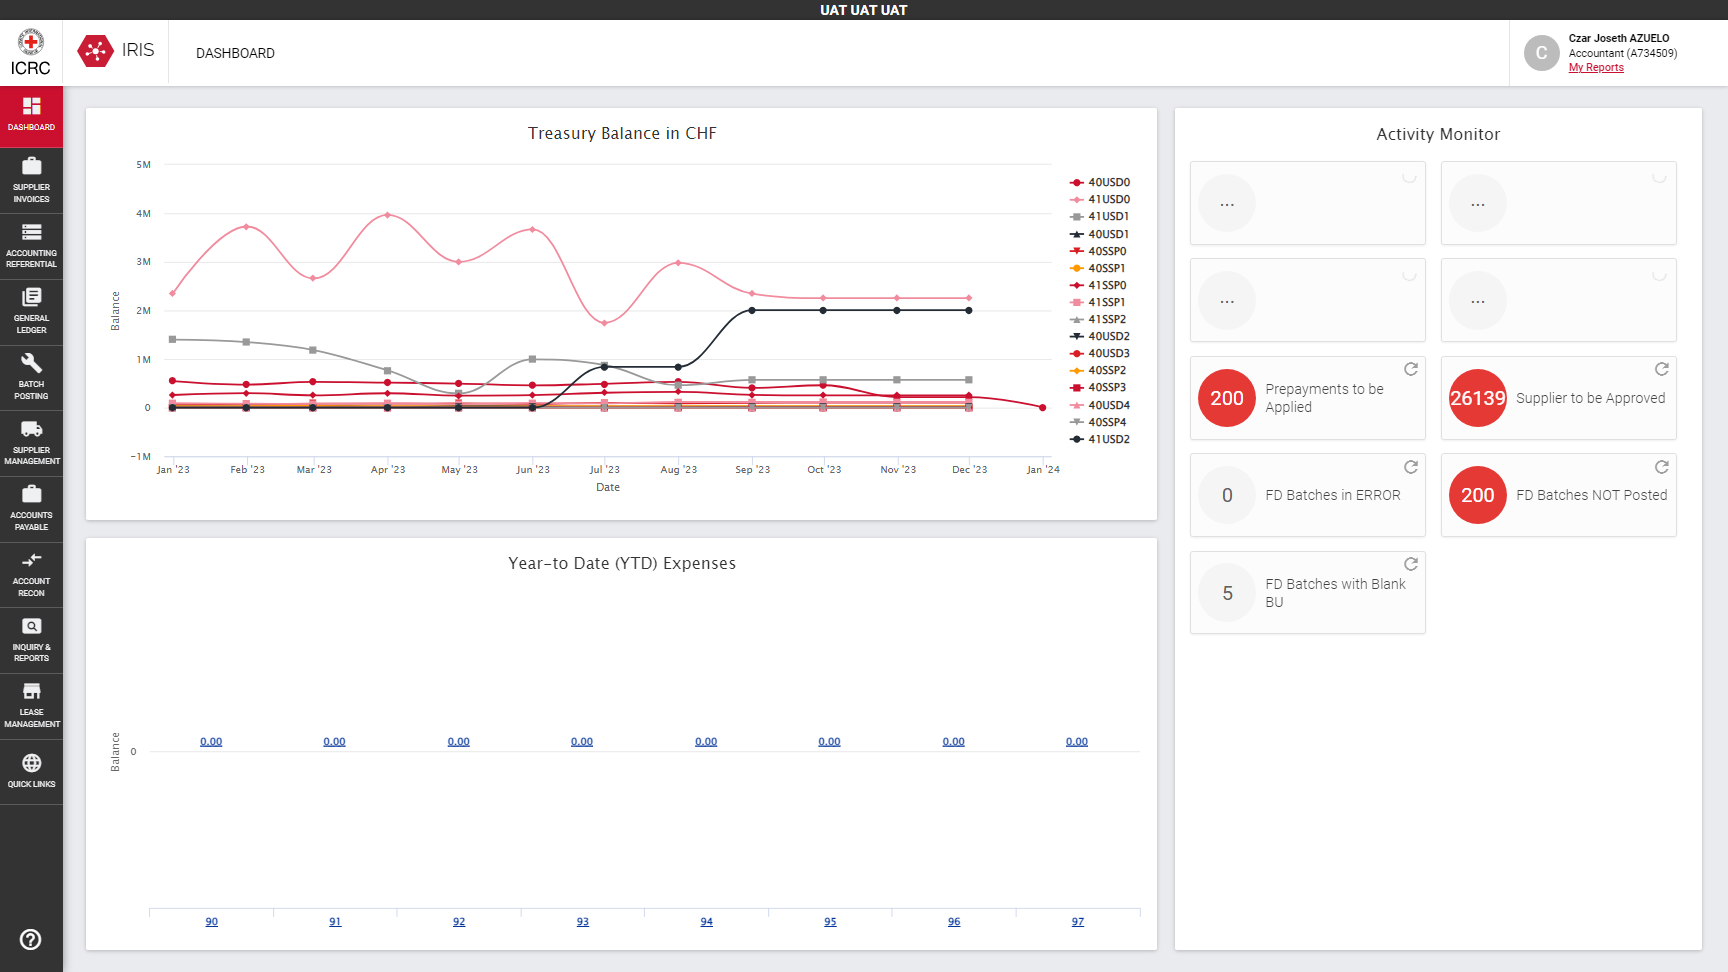 UAT UAT UAT
ICRC
IRIS
DASHBOARD
C
Czar Joseth AZUELO
Accountant (A734509)
My Reports
DASHBOARD
SUPPLIER
INVOICES
ACCOUNTING
REFERENTIAL
GENERAL
LEDGER
BATCH
POSTING
SUPPLIER
MANAGEMENT
ACCOUNTS
PAYABLE
ACCOUNT
RECON
INQUIRY &
REPORTS
LEASE
MANAGEMENT
QUICK LINKS
Treasury Balance in CHF
Balance
5M
4M
3M
2M
1M
0
-1M
Jan '23
Feb '23
Mar '23
Apr '23
May '23
Jun '23
Jul '23
Aug '23
Sep '23
Oct '23
Nov '23
Dec '23
Jan '24
Date
40USD0
41USD0
41USD1
40USD1
40SSP0
40SSP1
41SSP0
41SSP1
41SSP2
40USD2
40USD3
40SSP2
40SSP3
40USD4
40SSP4
41USD2
Year-to Date (YTD) Expenses
Balance
0
0.00
0.00
0.00
0.00
0.00
0.00
0.00
0.00
90
91
92
93
94
95
96
97
Activity Monitor
...
...
...
...
200
Prepayments to be
Applied
26139
Supplier to be Approved
0
FD Batches in ERROR
200
FD Batches NOT Posted
5
FD Batches with Blank
BU